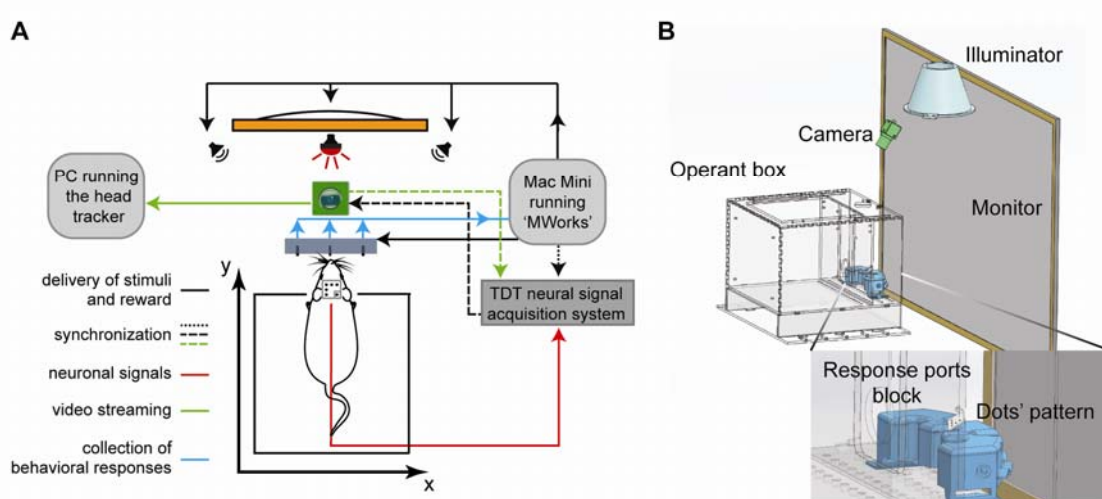 A
PC running
the head
tracker
Mac Mini
running
‘MWorks’
TDT neural signal
acquisition system
delivery of stimuli
and reward
synchronization
neuronal signals
video streaming
collection of
behavioral responses
y
x
B
Illuminator
Camera
Operant box
Monitor
Response ports
block
Dots’ pattern